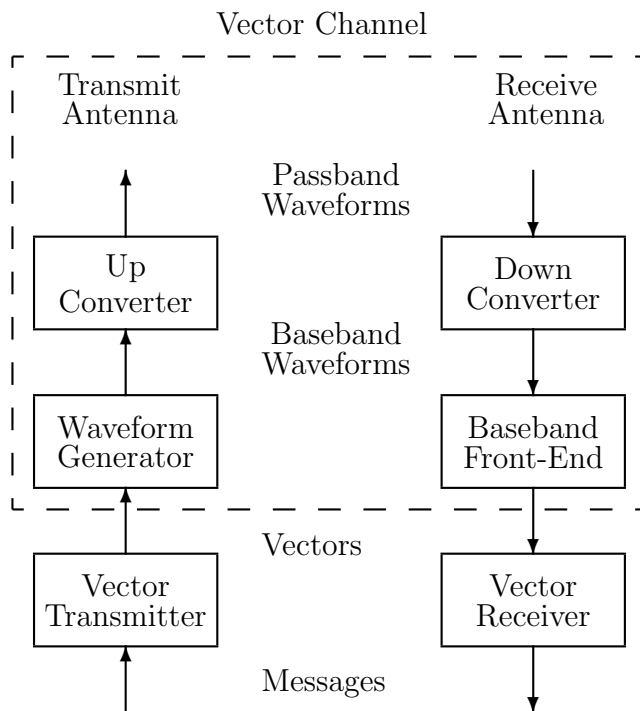 Vector Channel
Transmit
Antenna
Receive
Antenna
Passband
Waveforms
Up
Converter
Down
Converter
Baseband
Waveforms
Waveform
Generator
Baseband
Front-End
Vectors
Vector
Transmitter
Vector
Receiver
Messages